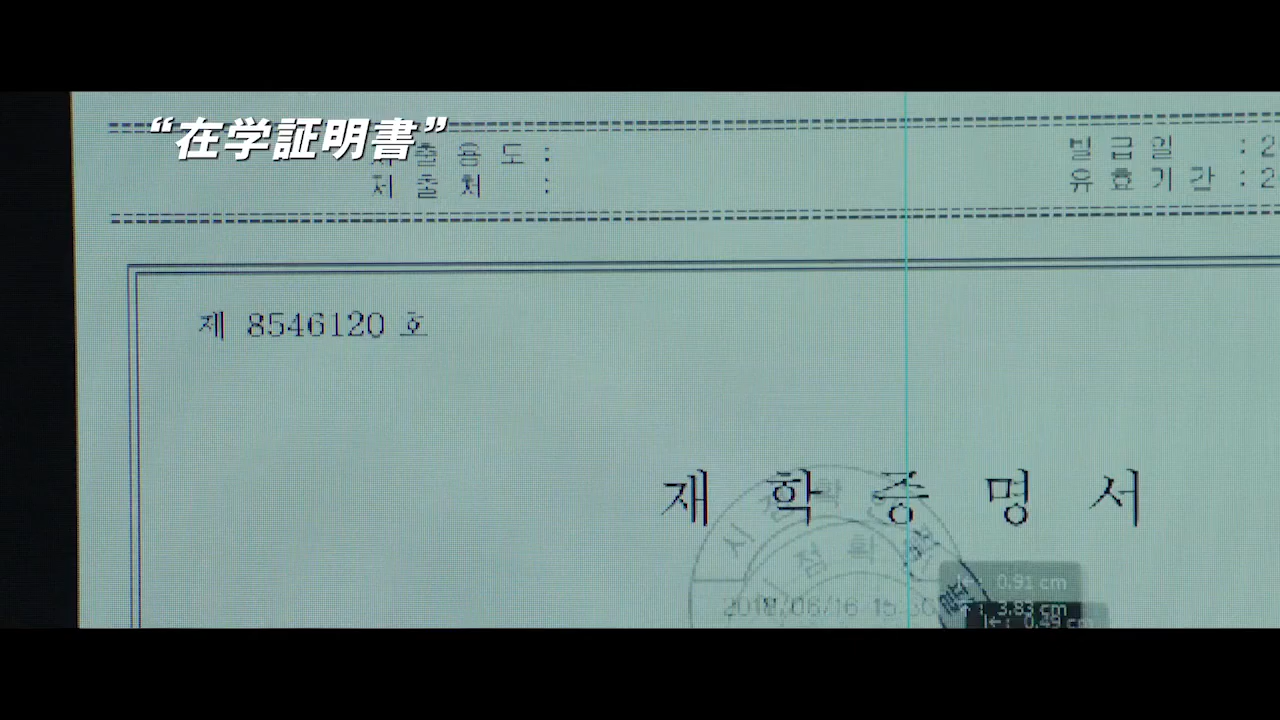 “在学証明書”
출 용 도 :
제 출 처 :
발 급 일 : 2
유 효 기 간 : 2
제 8546120 호
재 학 증 명 서
0.91 cm
3.83 cm
0.49 cm